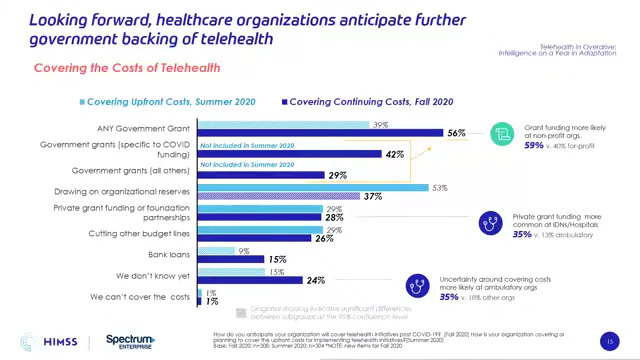 Looking forward, healthcare organizations anticipate further
government backing of telehealth
Telehealth in Overdrive:
Intelligence on a Year in Adaptation
Covering the Costs of Telehealth
Covering Upfront Costs, Summer 2020
Covering Continuing Costs, Fall 2020
ANY Government Grant
39%
56%
Government grants (specific to COVID
funding)
Not included in Summer 2020
42%
Government grants (all others)
Not included in Summer 2020
29%
Drawing on organizational reserves
53%
37%
Private grant funding or foundation
partnerships
29%
28%
Cutting other budget lines
29%
26%
Bank loans
9%
15%
We don't know yet
15%
24%
We can't cover the costs
1%
1%
Grant funding more likely
at non-profit orgs.
59% v. 40% for-profit
Private grant funding more
common at IDNs/Hospitals
35% v. 13% ambulatory
Uncertainty around covering costs
more likely at ambulatory orgs
35% v. 18% other orgs
Diagonal shading indicates significant differences
between subgroups at the 95% confidence level
HIMSS
Spectrum
ENTERPRISE
How do you anticipate your organization will cover telehealth initiatives post COVID-19? [Fall 2020] How is your organization covering or
planning to cover the upfront costs for implementing telehealth initiatives?[Summer 2020]
Base: Fall 2020: n=308; Summer 2020: n=304 *NOTE: new items for Fall 2020
15